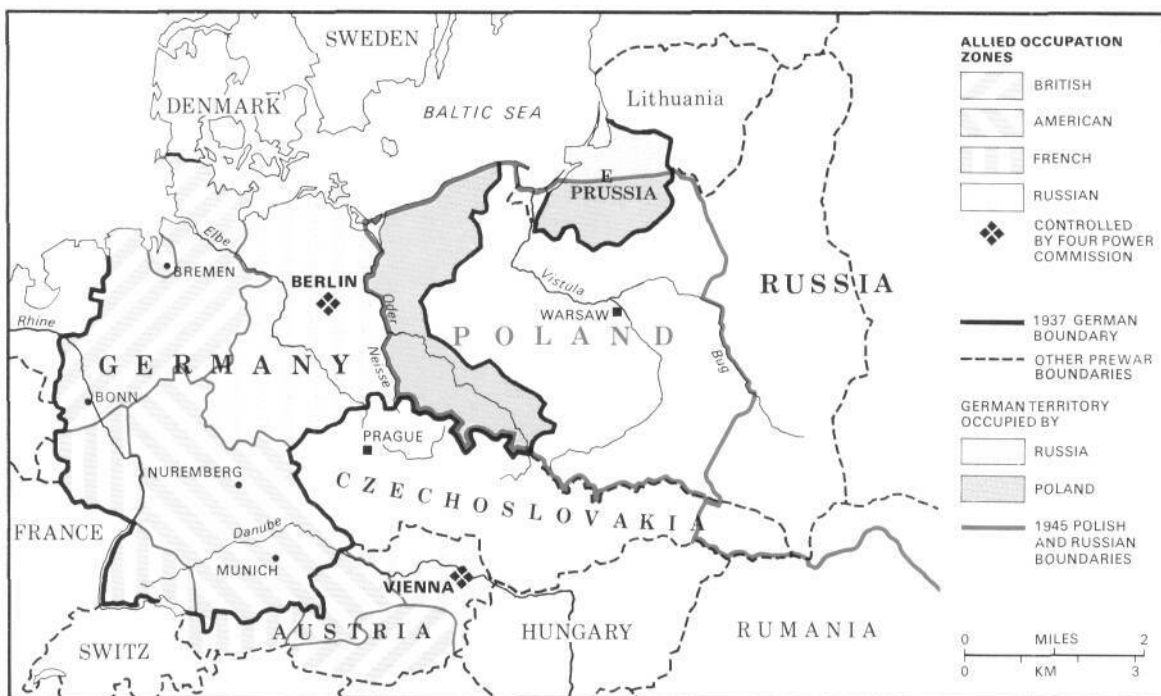 SWEDEN
DENMARK
BALTIC SEA
Lithuania
E
PRUSSIA
Elbe
BREMEN
BERLIN
Oder
Vistula
WARSAW
RUSSIA
Rhine
GERMANY
Neisse
POLAND
Bug
BONN
PRAGUE
NUREMBERG
CZECHOSLOVAKIA
FRANCE
Danube
MUNICH
VIENNA
AUSTRIA
SWITZ
HUNGARY
RUMANIA
ALLIED OCCUPATION
ZONES
BRITISH
AMERICAN
FRENCH
RUSSIAN
CONTROLLED
BY FOUR POWER
COMMISSION
1937 GERMAN
BOUNDARY
OTHER PREWAR
BOUNDARIES
GERMAN TERRITORY
OCCUPIED BY
RUSSIA
POLAND
1945 POLISH
AND RUSSIAN
BOUNDARIES
0 MILES 2
0 KM 3